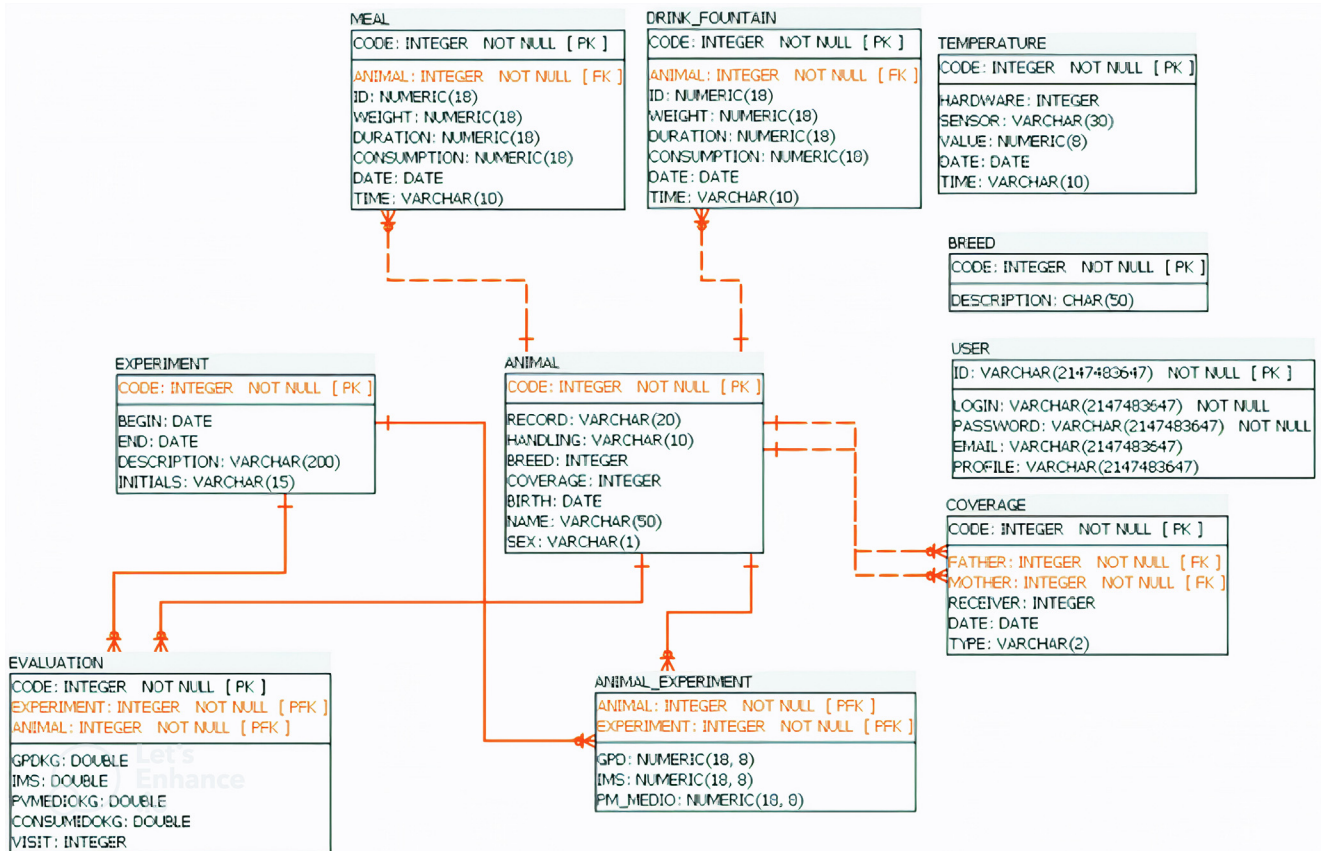 MEAL
CODE: INTEGER NOT NULL [ PK ]
ANIMAL: INTEGER NOT NULL [ FK ]
ID: NUMERIC(18)
WEIGHT: NUMERIC(18)
DURATION: NUMERIC(18)
CONSUMPTION: NUMERIC(18)
DATE: DATE
TIME: VARCHAR(10)
DRINK_FOUNTAIN
CODE: INTEGER NOT NULL [ PK ]
ANIMAL: INTEGER NOT NULL [ FK ]
ID: NUMERIC(18)
WEIGHT: NUMERIC(18)
DURATION: NUMERIC(18)
CONSUMPTION: NUMERIC(18)
DATE: DATE
TIME: VARCHAR(10)
TEMPERATURE
CODE: INTEGER NOT NULL [ PK ]
HARDWARE: INTEGER
SENSOR: VARCHAR(30)
VALUE: NUMERIC(8)
DATE: DATE
TIME: VARCHAR(10)
BREED
CODE: INTEGER NOT NULL [ PK ]
DESCRIPTION: CHAR(50)
EXPERIMENT
CODE: INTEGER NOT NULL [ PK ]
BEGIN: DATE
END: DATE
DESCRIPTION: VARCHAR(200)
INITIALS: VARCHAR(15)
ANIMAL
CODE: INTEGER NOT NULL [ PK ]
RECORD: VARCHAR(20)
HANDLING: VARCHAR(10)
BREED: INTEGER
COVERAGE: INTEGER
BIRTH: DATE
NAME: VARCHAR(50)
SEX: VARCHAR(1)
USER
ID: VARCHAR(2147483647) NOT NULL [ PK ]
LOGIN: VARCHAR(2147483647) NOT NULL
PASSWORD: VARCHAR(2147483647) NOT NULL
EMAIL: VARCHAR(2147483647)
PROFILE: VARCHAR(2147483647)
COVERAGE
CODE: INTEGER NOT NULL [ PK ]
FATHER: INTEGER NOT NULL [ FK ]
MOTHER: INTEGER NOT NULL [ FK ]
RECEIVER: INTEGER
DATE: DATE
TYPE: VARCHAR(2)
EVALUATION
CODE: INTEGER NOT NULL [ PK ]
EXPERIMENT: INTEGER NOT NULL [ PFK ]
ANIMAL: INTEGER NOT NULL [ PFK ]
GPDKG: DOUBLE
IMS: DOUBLE
PVMEDIOKG: DOUBLE
CONSUMIDOKG: DOUBLE
VISIT: INTEGER
Let's
Enhance
ANIMAL_EXPERIMENT
ANIMAL: INTEGER NOT NULL [ PFK ]
EXPERIMENT: INTEGER NOT NULL [ PFK ]
GPD: NUMERIC(18, 8)
IMS: NUMERIC(18, 8)
PM_MEDIO: NUMERIC(18, 8)